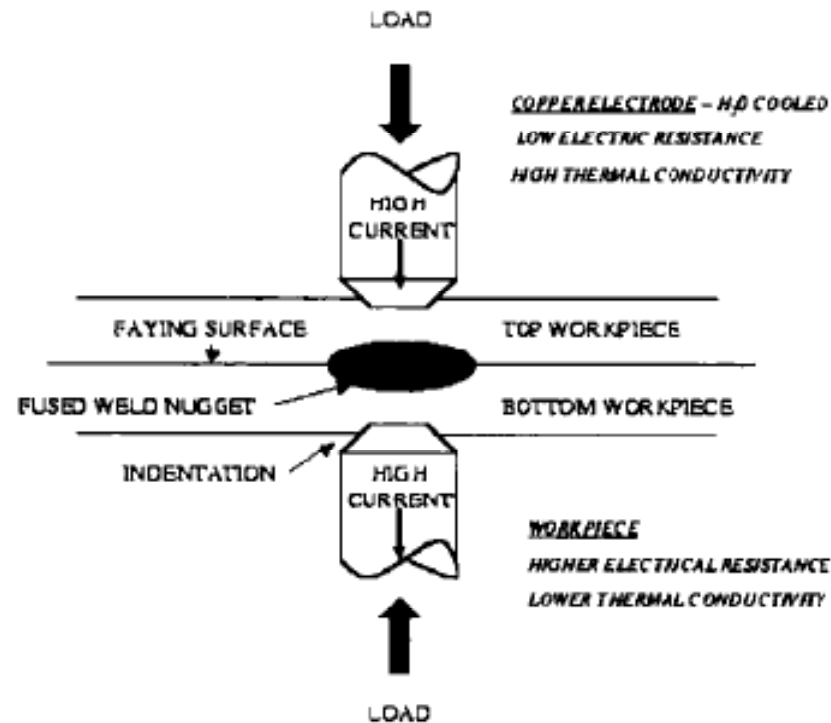 LOAD
COPPER ELECTRODE – H₂O COOLED
LOW ELECTRIC RESISTANCE
HIGH THERMAL CONDUCTIVITY
HIGH
CURRENT
FAYING SURFACE
TOP WORKPIECE
FUSED WELD NUGGET
BOTTOM WORKPIECE
INDENTATION
HIGH
CURRENT
WORKPIECE
HIGHER ELECTRICAL RESISTANCE
LOWER THERMAL CONDUCTIVITY
LOAD